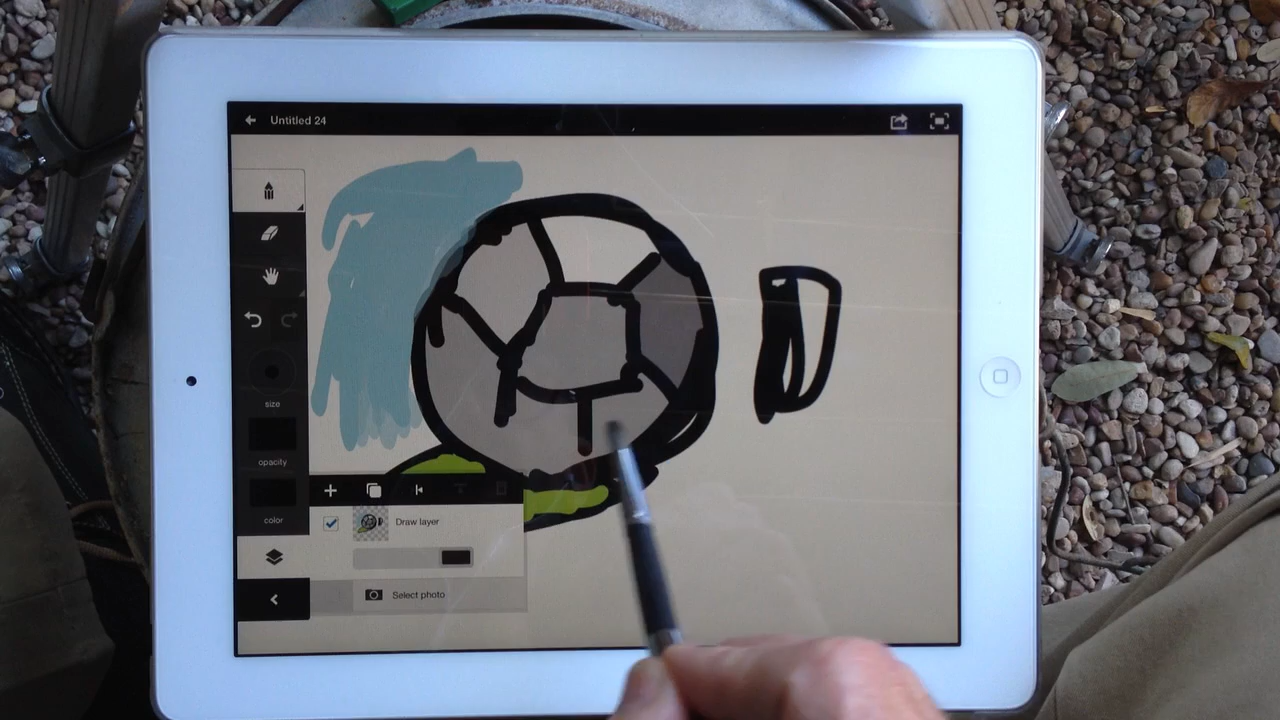 Untitled 24
size
opacity
color
Draw layer
Select photo